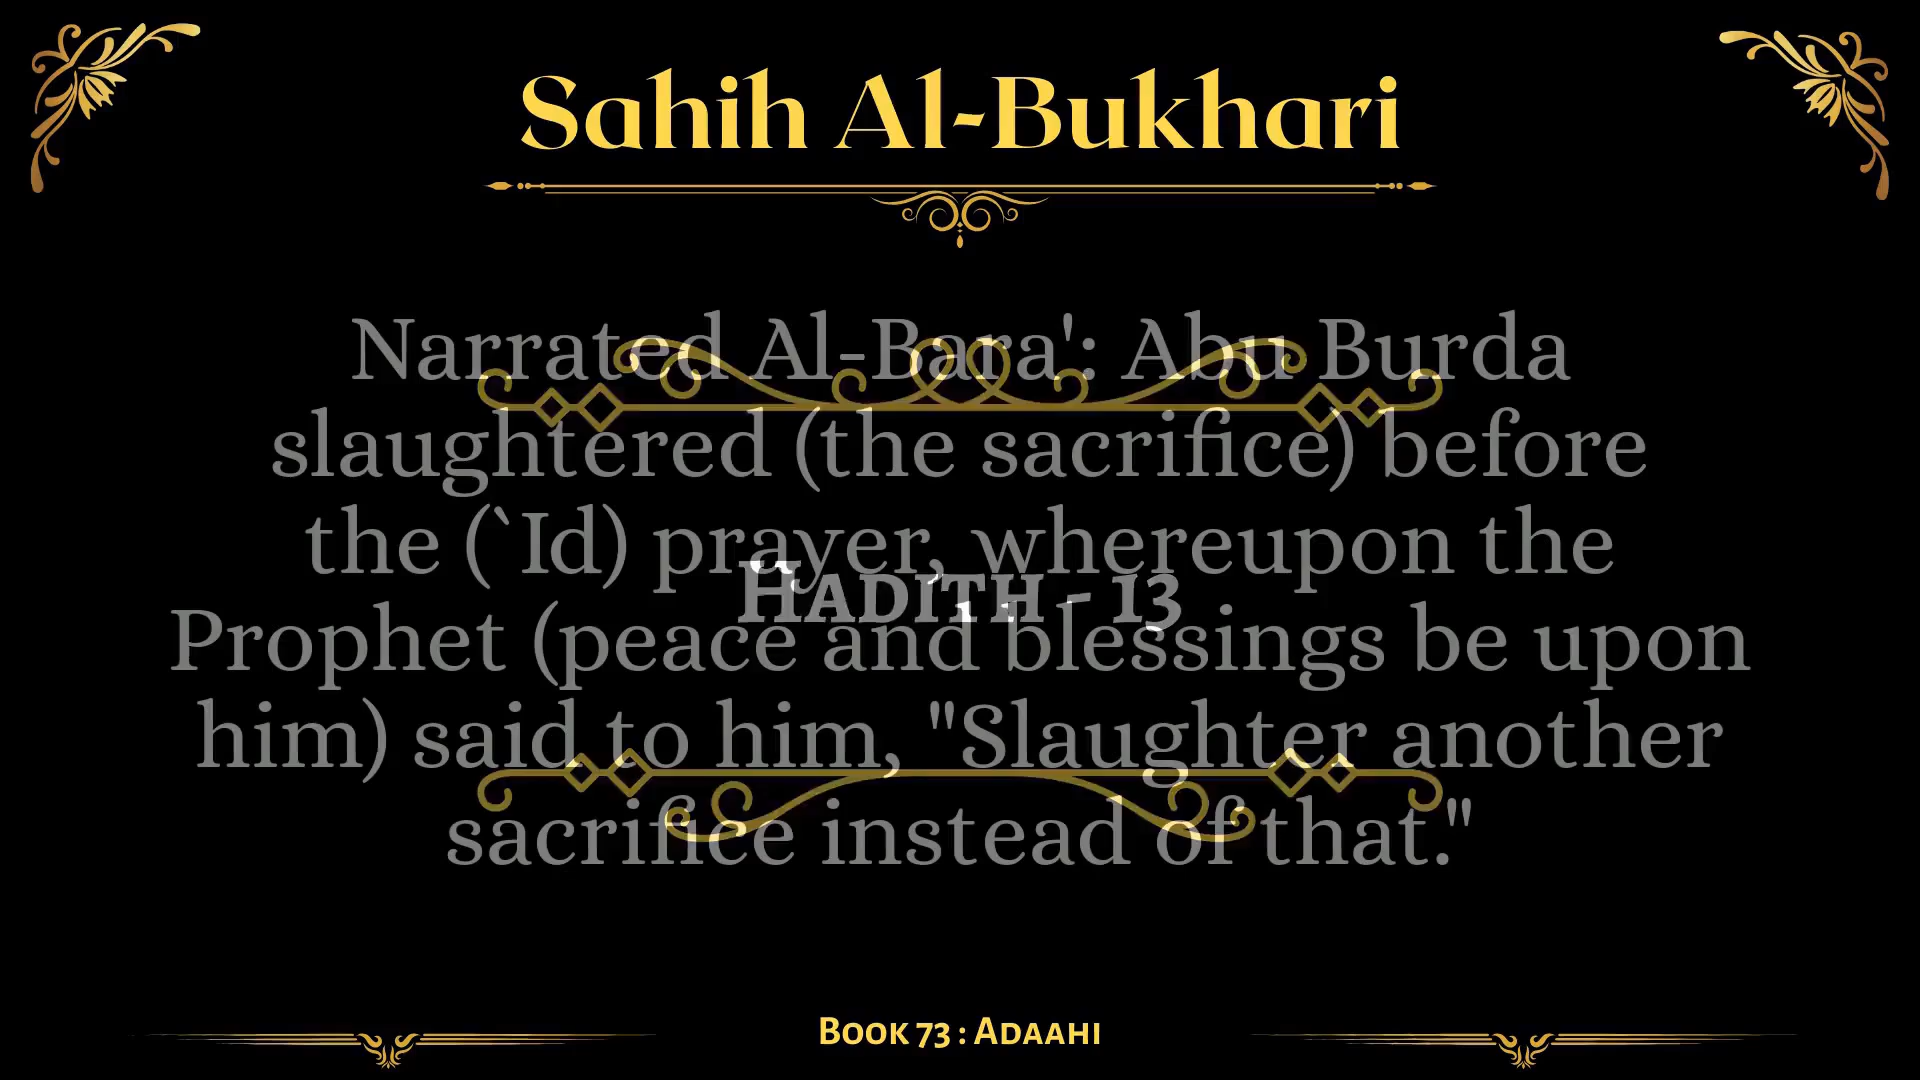 Sahih Al-Bukhari
Narrated Al-Bara': Abu Burda
slaughtered (the sacrifice) before
the (`Id) prayer, whereupon the
Hadith - 13
Prophet (peace and blessings be upon
him) said to him, "Slaughter another
sacrifice instead of that."
Book 73 : Adaahi